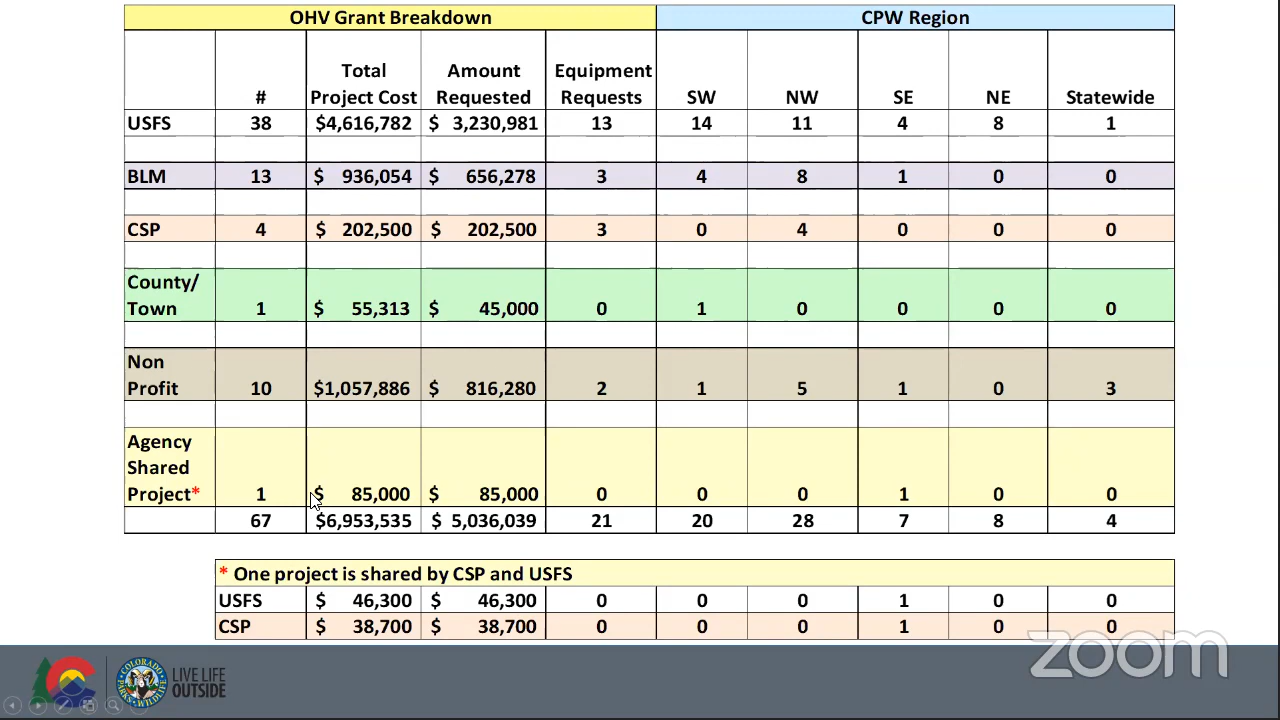 OHV Grant Breakdown CPW Region
# Total Project Cost Amount Requested Equipment Requests SW NW SE NE Statewide
USFS 38 $4,616,782 $ 3,230,981 13 14 11 4 8 1
BLM 13 $ 936,054 $ 656,278 3 4 8 1 0 0
CSP 4 $ 202,500 $ 202,500 3 0 4 0 0 0
County/
Town 1 $ 55,313 $ 45,000 0 1 0 0 0 0
Non
Profit 10 $1,057,886 $ 816,280 2 1 5 1 0 3
Agency
Shared
Project* 1 $ 85,000 $ 85,000 0 0 0 1 0 0
67 $6,953,535 $ 5,036,039 21 20 28 7 8 4
* One project is shared by CSP and USFS
USFS $ 46,300 $ 46,300 0 0 0 1 0 0
CSP $ 38,700 $ 38,700 0 0 0 1 0 0
zoom
COLORADO
PARKS & WILDLIFE
LIVE LIFE
OUTSIDE